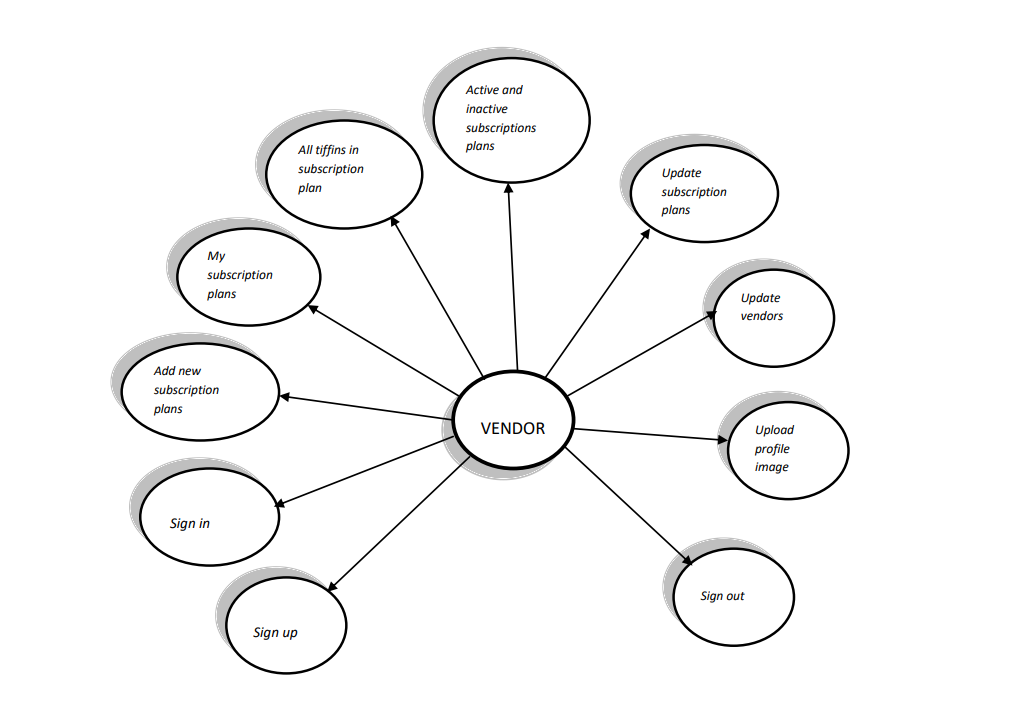 Active and
inactive
subscriptions
plans
All tiffins in
subscription
plan
Update
subscription
plans
My
subscription
plans
Update
vendors
Add new
subscription
plans
VENDOR
Upload
profile
image
Sign in
Sign out
Sign up